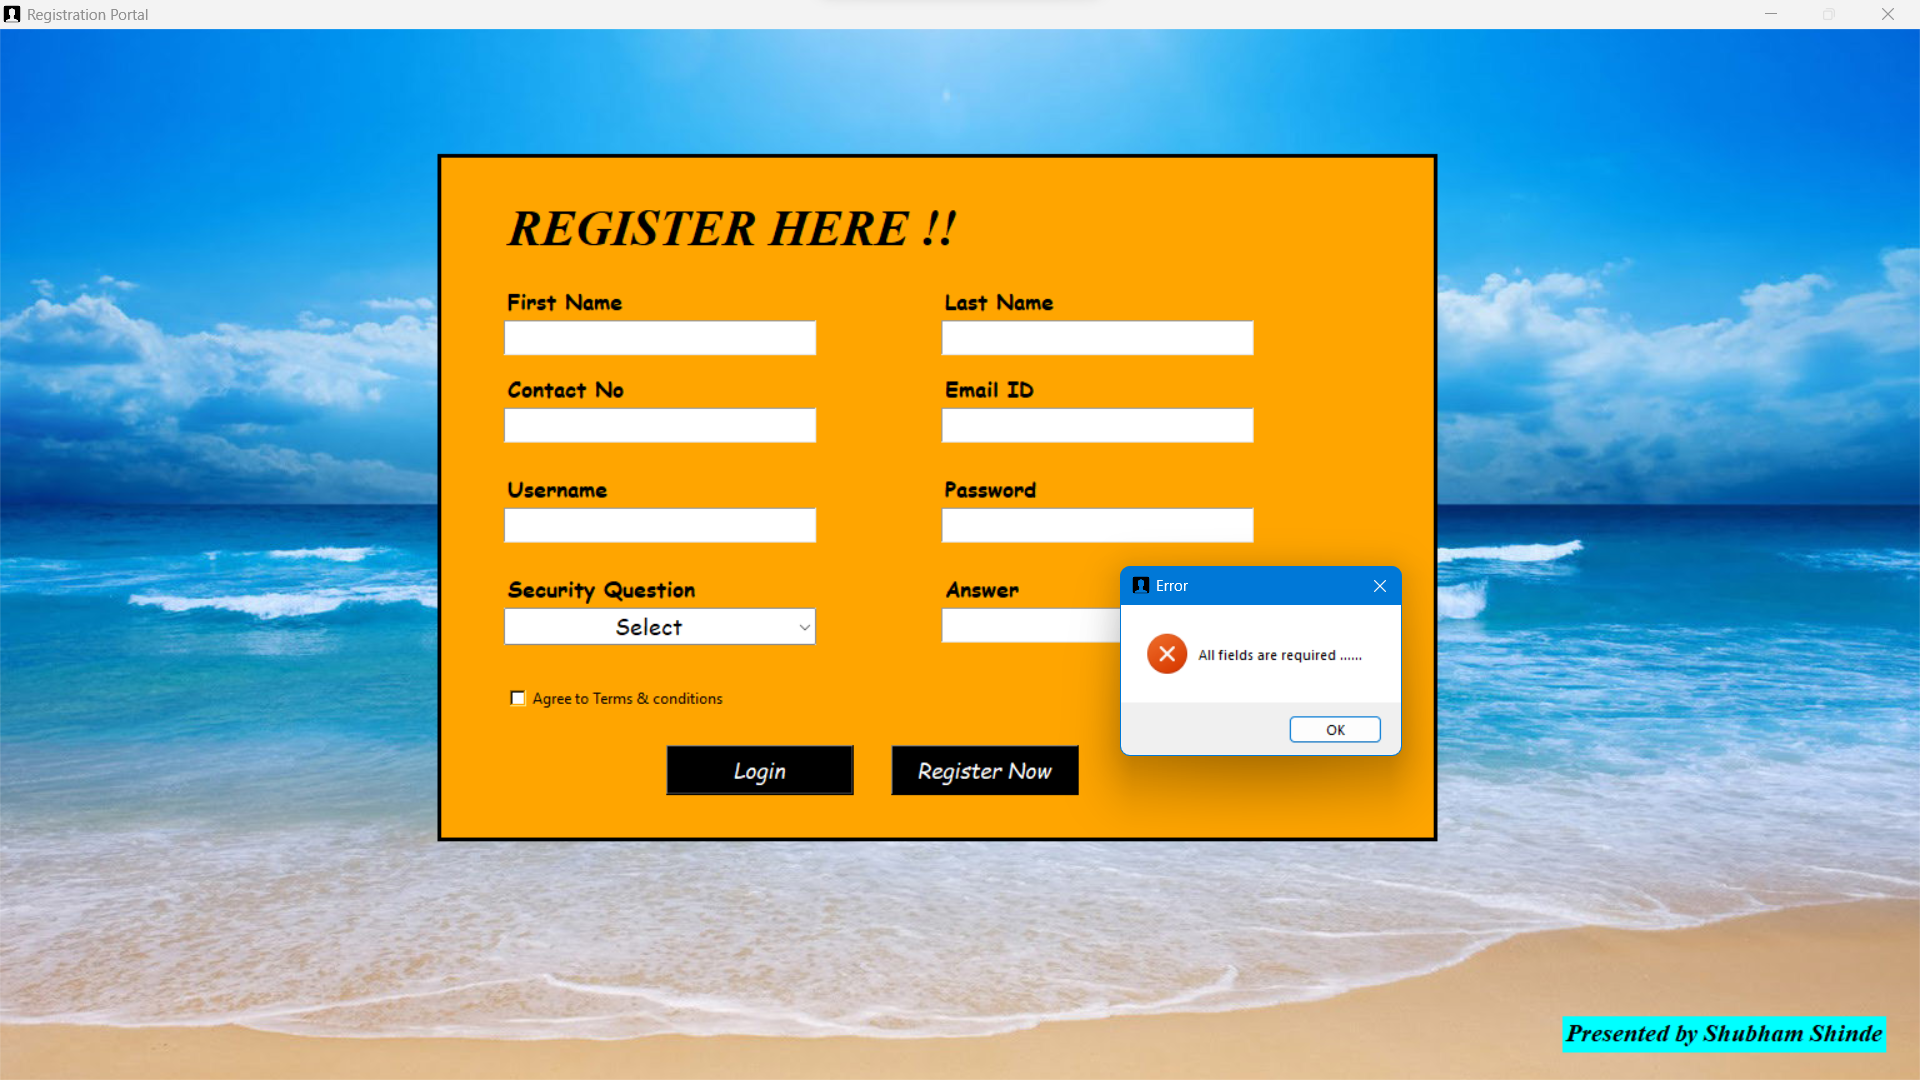 Registration Portal
REGISTER HERE !!
First Name
Last Name
Contact No
Email ID
Username
Password
Security Question
Answer
Select
Error
All fields are required ......
OK
Agree to Terms & conditions
Login
Register Now
Presented by Shubham Shinde